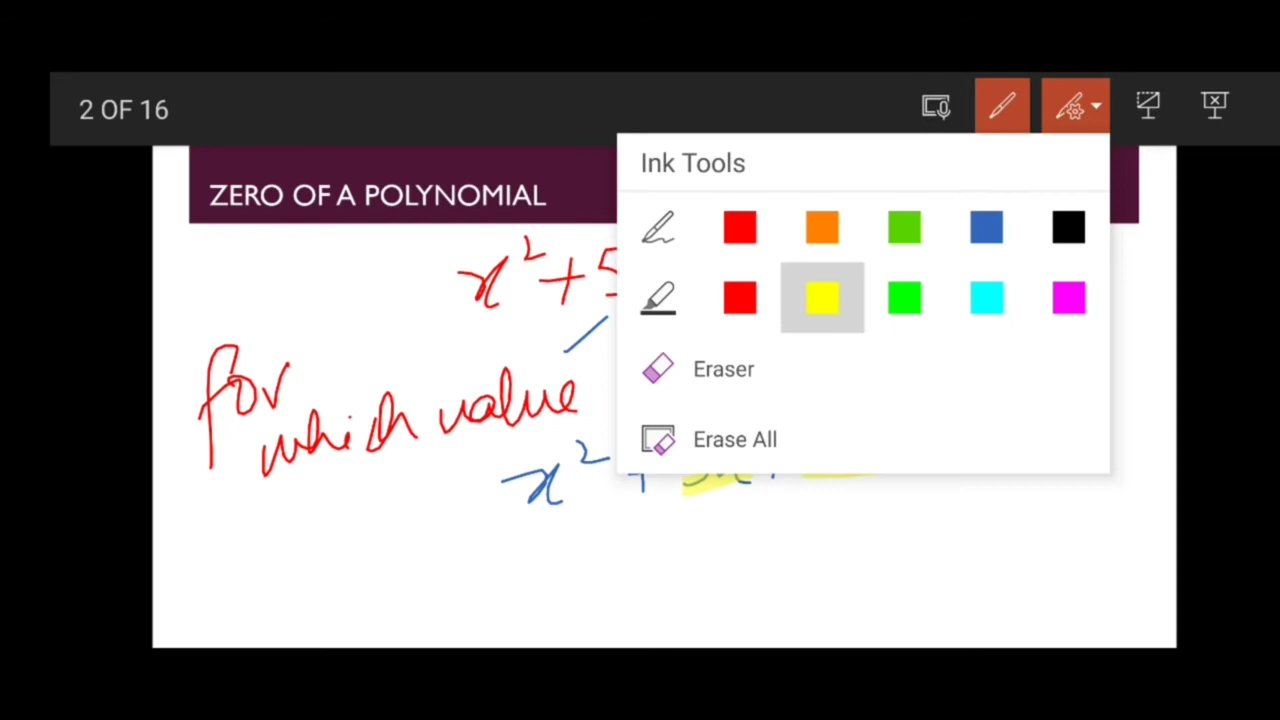 2 OF 16
Ink Tools
ZERO OF A POLYNOMIAL
x² + 5
for
which value
Eraser
Erase All
x² +